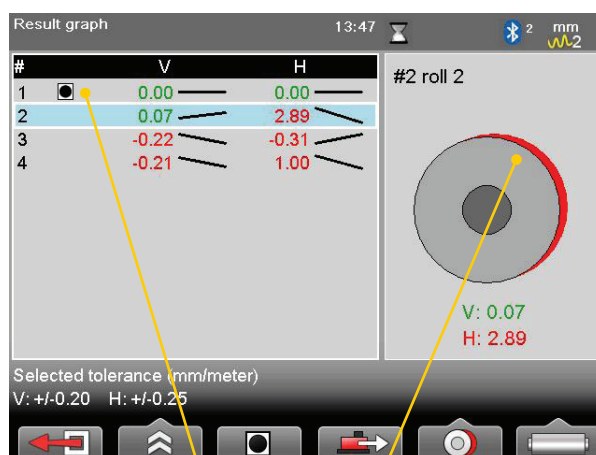 Result graph 13:47 2 mm
2
# V H
1 0.00 0.00
2 0.07 2.89
3 -0.22 -0.31
4 -0.21 1.00
#2 roll 2
V: 0.07
H: 2.89
Selected tolerance (mm/meter)
V: +/-0.20 H: +/-0.25